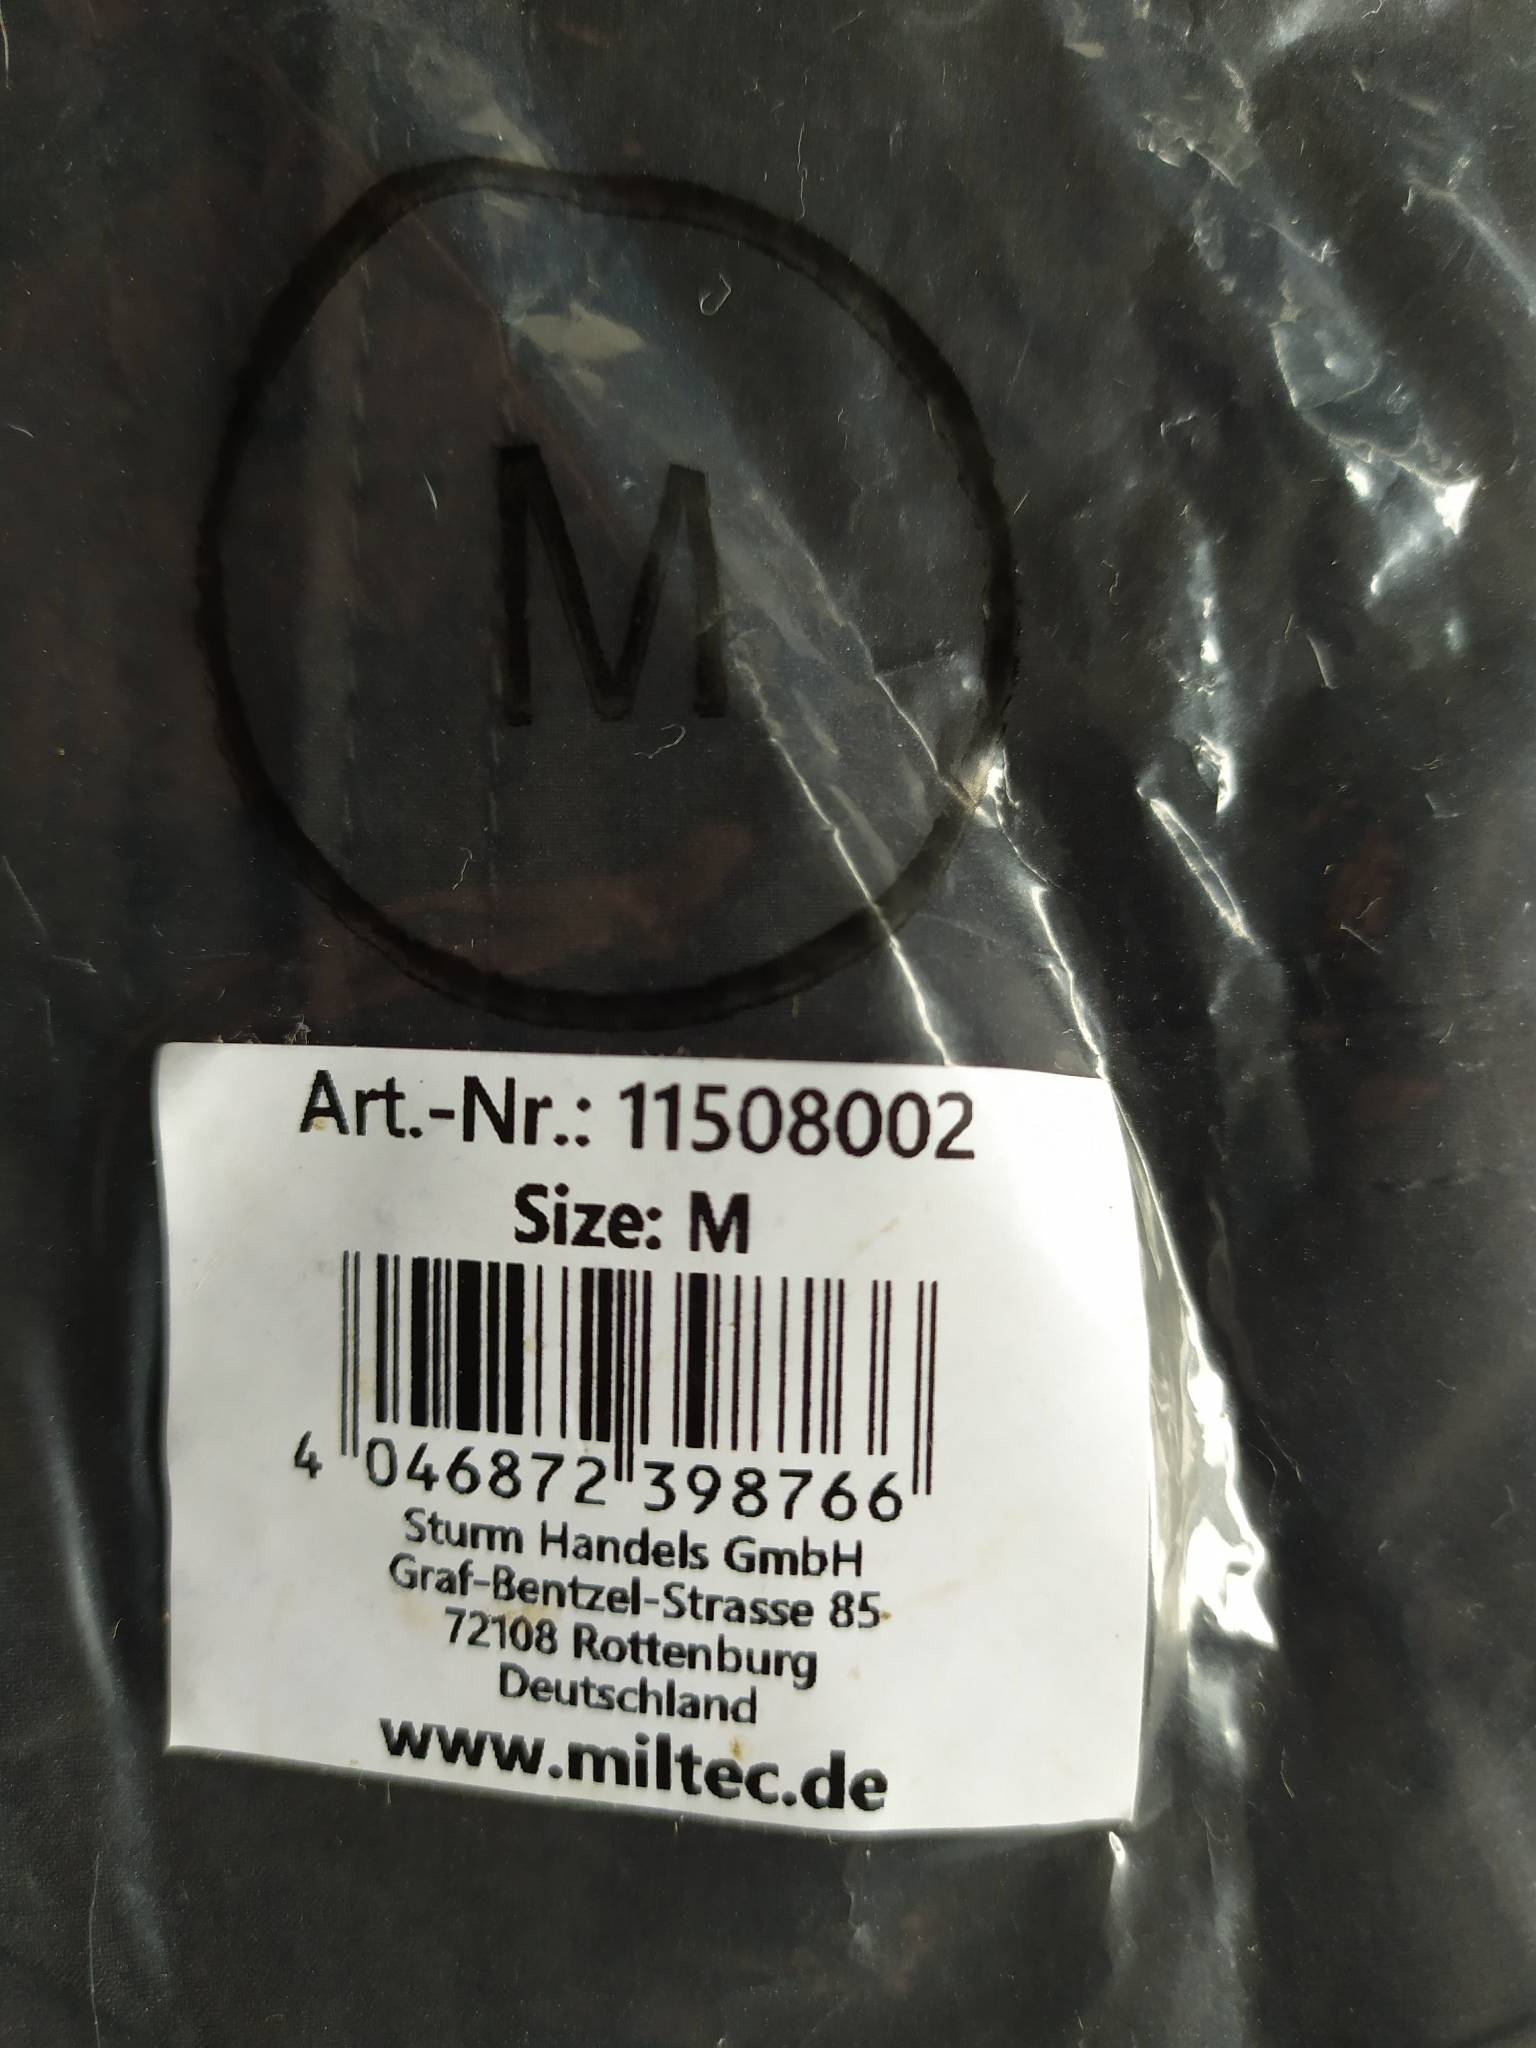 M
Art.-Nr.: 11508002
Size: M
4 046872 398766
Sturm Handels GmbH
Graf-Bentzel-Strasse 85
72108 Rottenburg
Deutschland
www.miltec.de